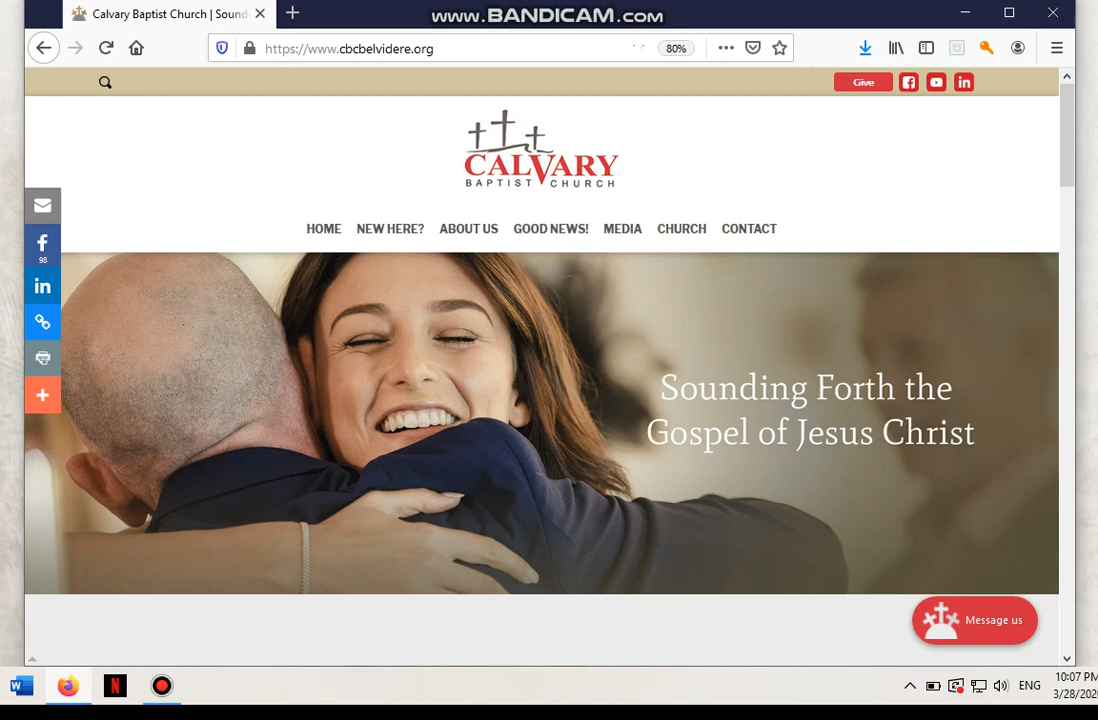 Calvary Baptist Church | Sound
www.BANDICAM.com
https://www.cbcbelvidere.org
80%
Give
CALVARY
BAPTIST CHURCH
HOME NEW HERE? ABOUT US GOOD NEWS! MEDIA CHURCH CONTACT
98
Sounding Forth the
Gospel of Jesus Christ
Message us
ENG
10:07 PM
3/28/202